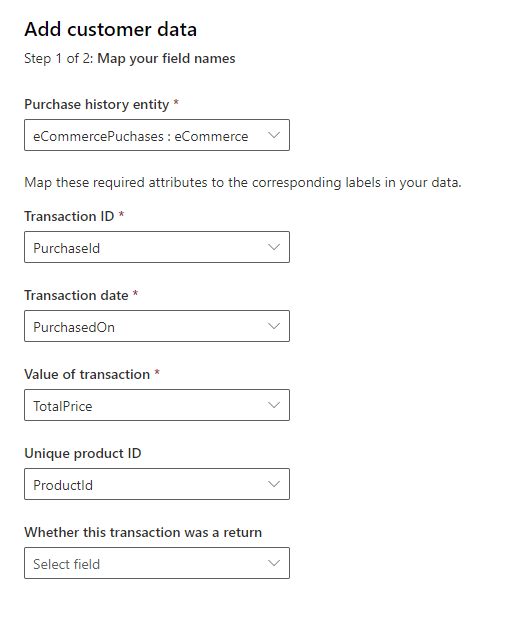 Add customer data
Step 1 of 2: Map your field names
Purchase history entity *
eCommercePuchases : eCommerce
Map these required attributes to the corresponding labels in your data.
Transaction ID *
PurchaseId
Transaction date *
PurchasedOn
Value of transaction *
TotalPrice
Unique product ID
ProductId
Whether this transaction was a return
Select field